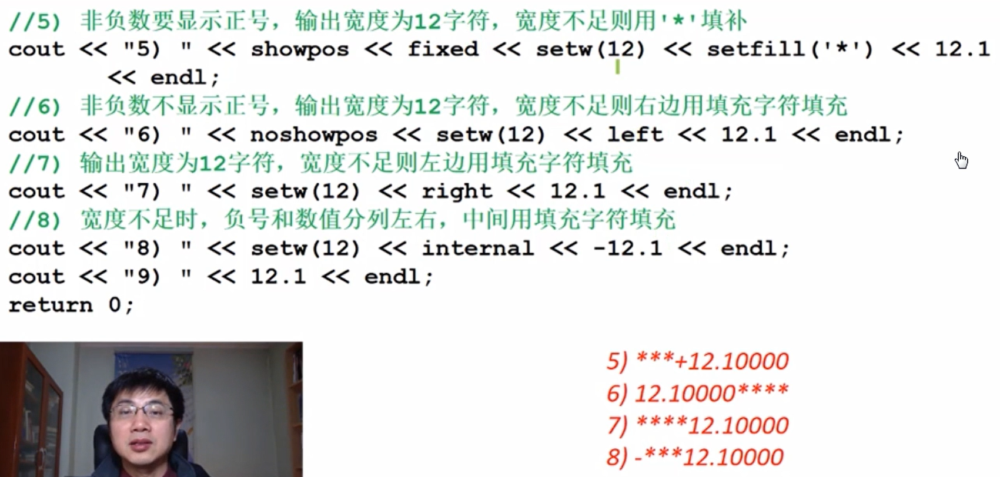 //5) 非负数要显示正号，输出宽度为12字符，宽度不足则用'*'填补
cout << "5) " << showpos << fixed << setw(12) << setfill('*') << 12.1
<< endl;
//6) 非负数不显示正号，输出宽度为12字符，宽度不足则右边用填充字符填充
cout << "6) " << noshowpos << setw(12) << left << 12.1 << endl;
//7) 输出宽度为12字符，宽度不足则左边用填充字符填充
cout << "7) " << setw(12) << right << 12.1 << endl;
//8) 宽度不足时，负号和数值分列左右，中间用填充字符填充
cout << "8) " << setw(12) << internal << -12.1 << endl;
cout << "9) " << 12.1 << endl;
return 0;
5) ***+12.10000
6) 12.10000****
7) ****12.10000
8) -***12.10000